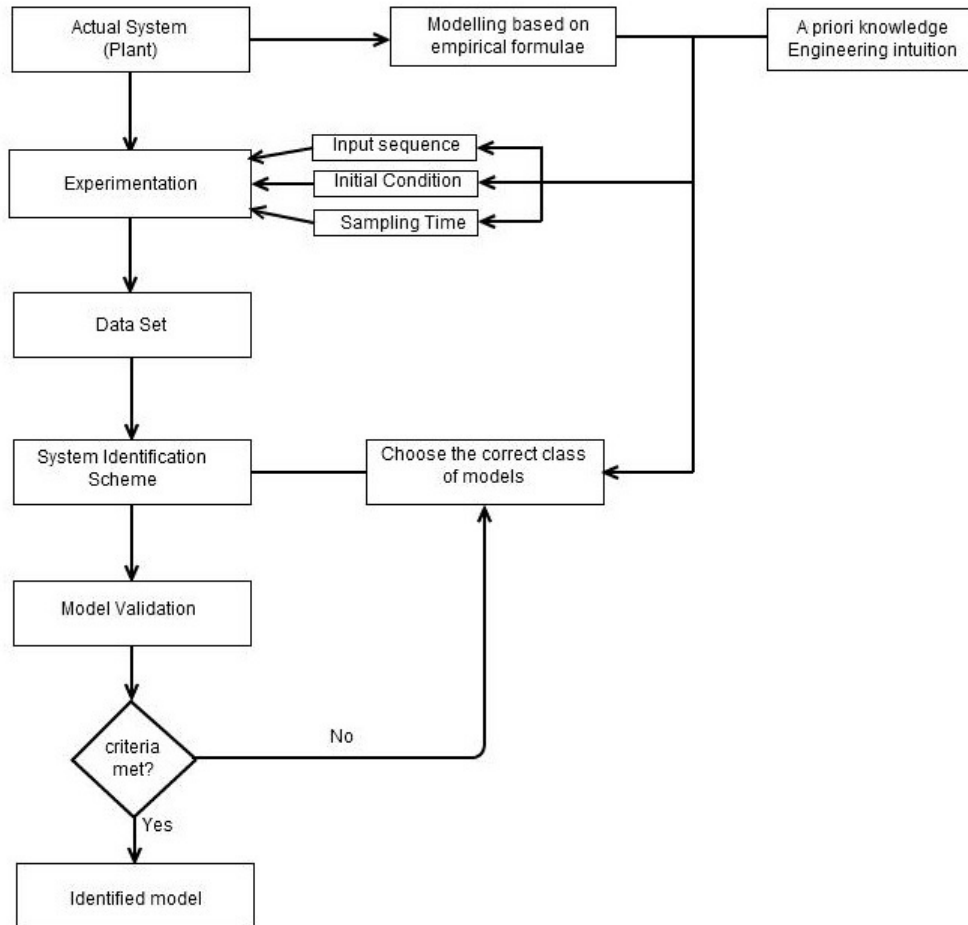 Actual System
(Plant)
Modelling based on
empirical formulae
A priori knowledge
Engineering intuition
Input sequence
Experimentation
Initial Condition
Sampling Time
Data Set
System Identification
Scheme
Choose the correct class
of models
Model Validation
criteria
met?
No
Yes
Identified model